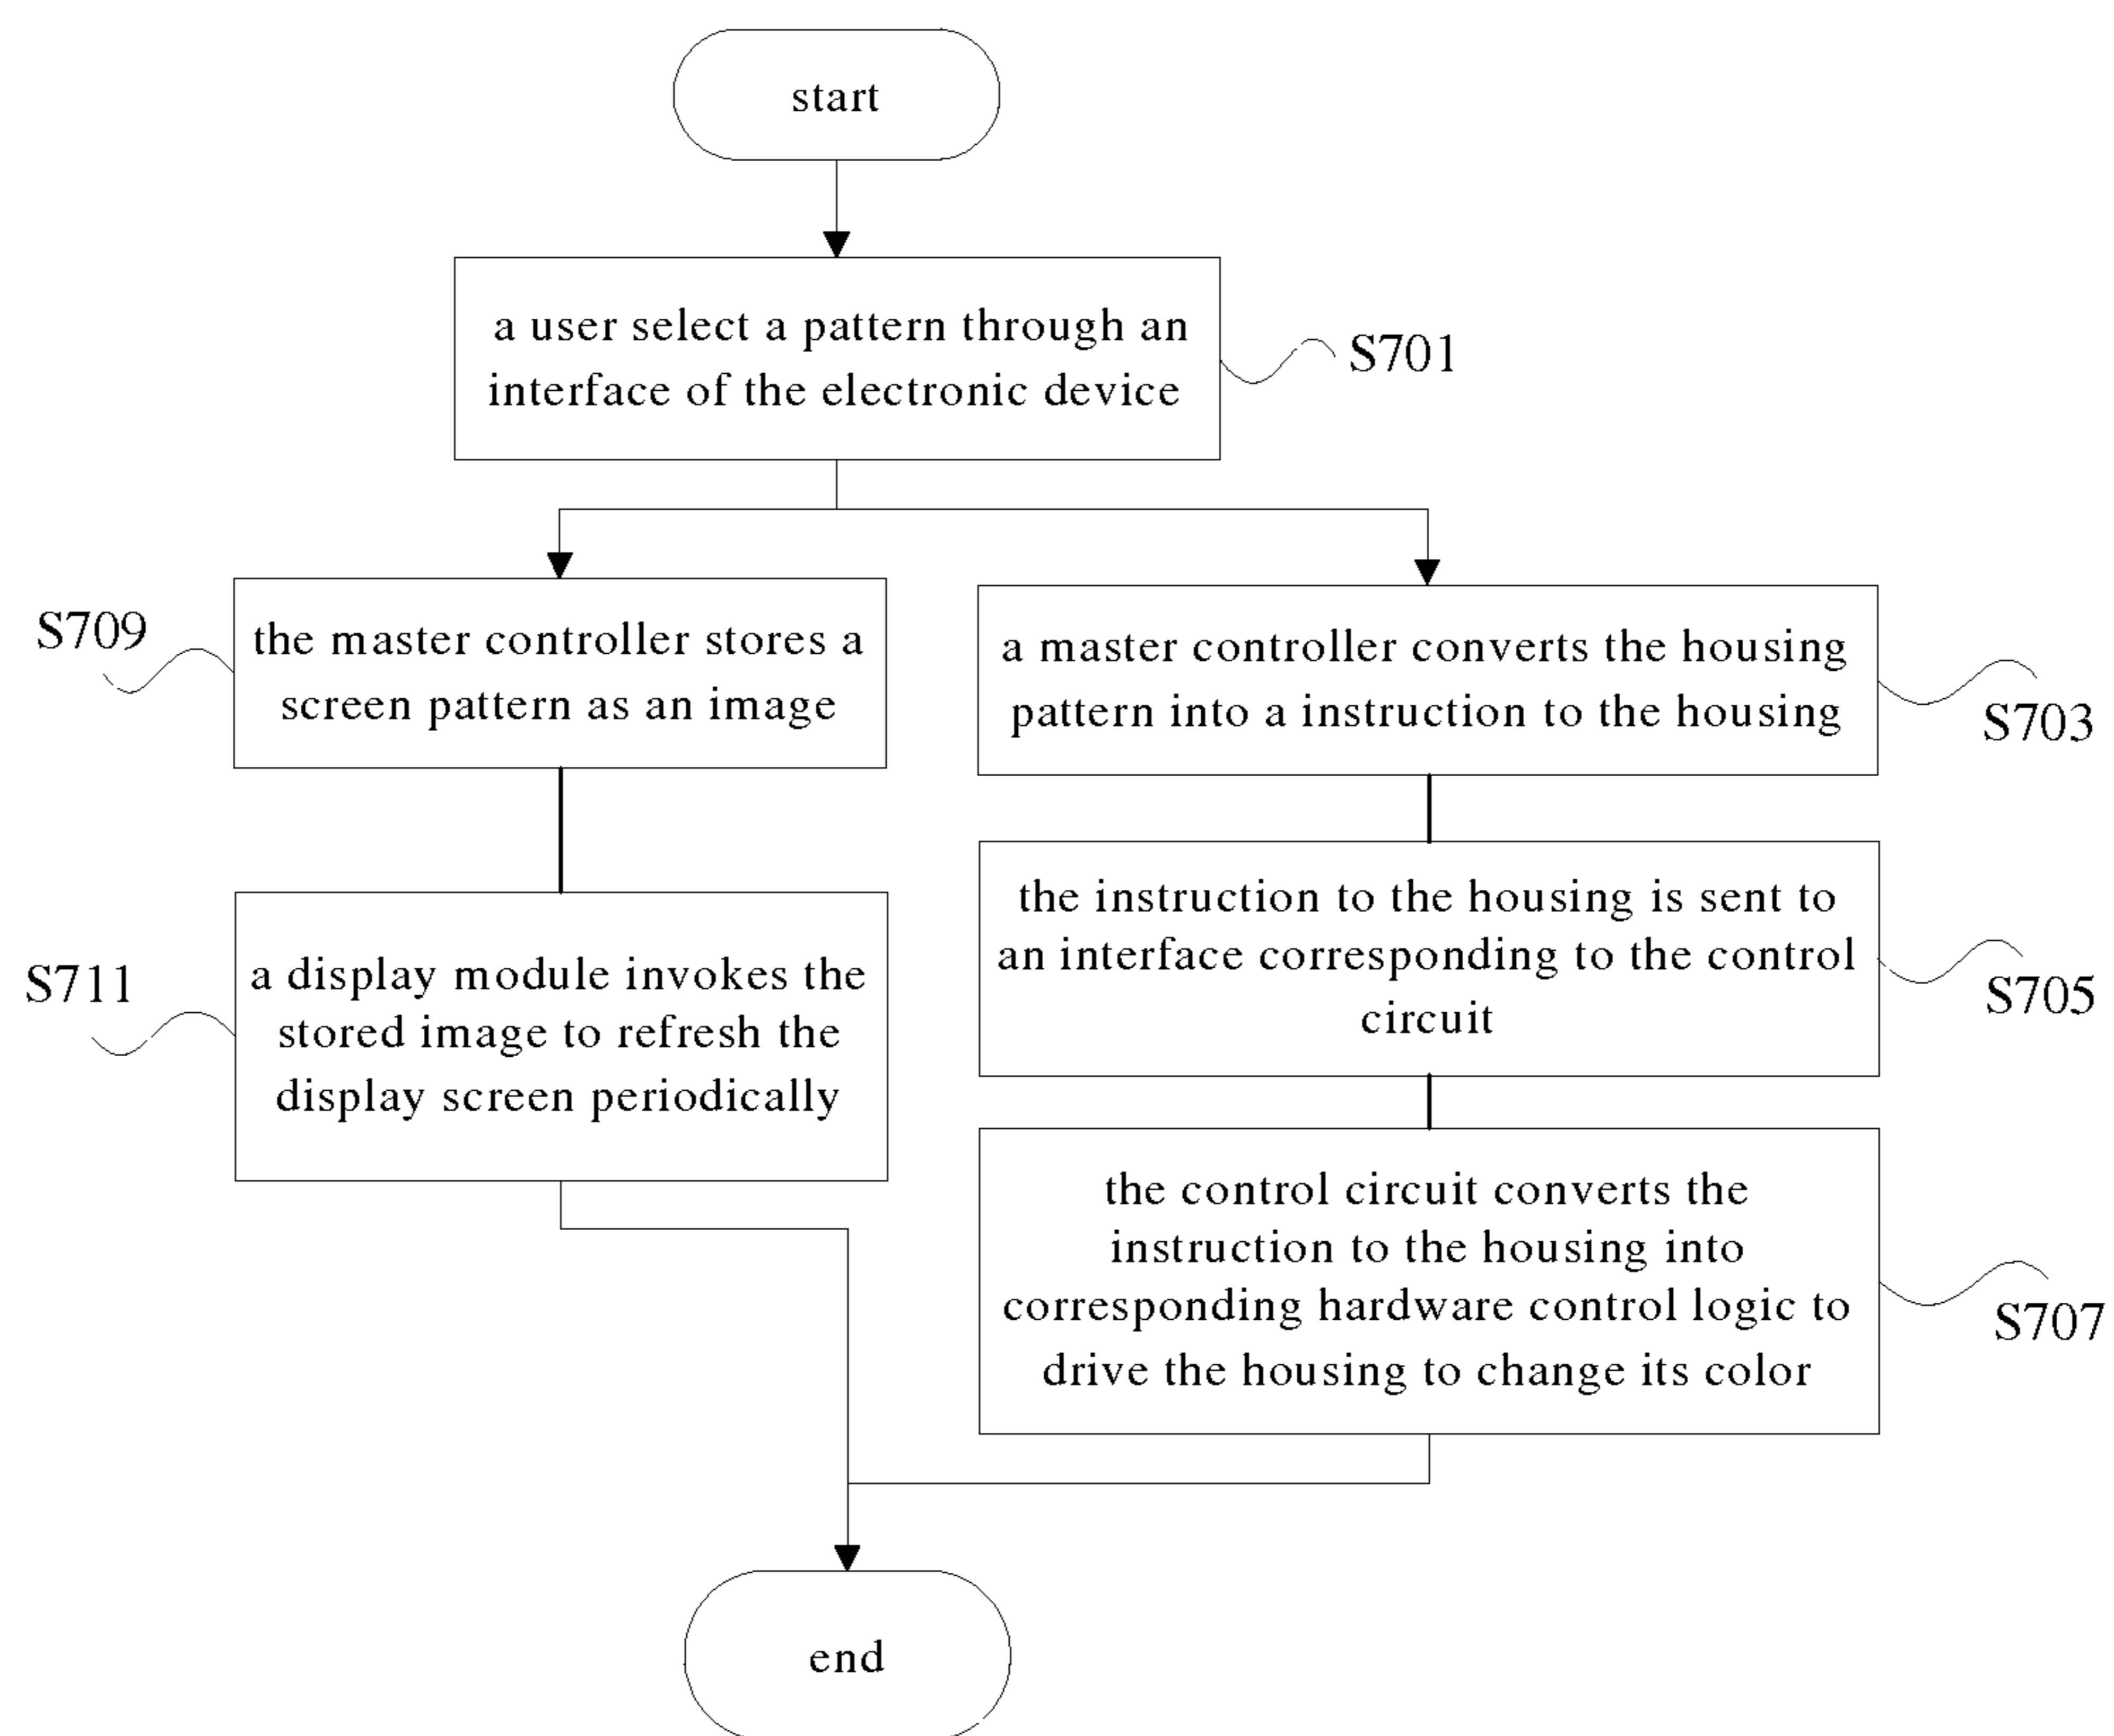 start
a user select a pattern through an
interface of the electronic device
S701
S709
the master controller stores a
screen pattern as an image
a master controller converts the housing
pattern into a instruction to the housing
S703
S711
a display module invokes the
stored image to refresh the
display screen periodically
the instruction to the housing is sent to
an interface corresponding to the control
circuit
S705
the control circuit converts the
instruction to the housing into
corresponding hardware control logic to
drive the housing to change its color
S707
end